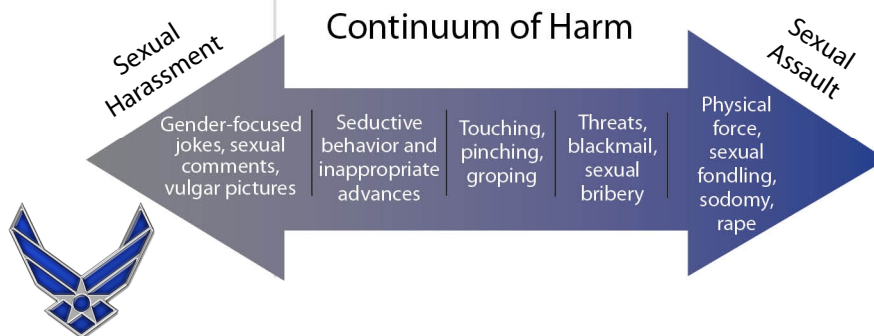 Continuum of Harm
Sexual
Harassment
Sexual
Assault
Gender-focused
jokes, sexual
comments,
vulgar pictures
Seductive
behavior and
inappropriate
advances
Touching,
pinching,
groping
Threats,
blackmail,
sexual
bribery
Physical
force,
sexual
fondling,
sodomy,
rape